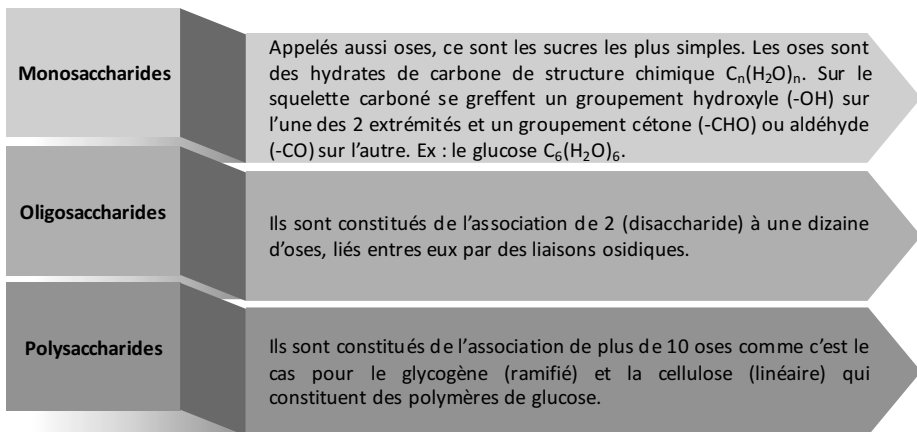 Monosaccharides
Appelés aussi oses, ce sont les sucres les plus simples. Les oses sont
des hydrates de carbone de structure chimique Cₙ(H₂O)ₙ. Sur le
squelette carboné se greffent un groupement hydroxyle (-OH) sur
l’une des 2 extrémités et un groupement cétone (-CHO) ou aldéhyde
(-CO) sur l’autre. Ex : le glucose C₆(H₂O)₆.
Oligosaccharides
Ils sont constitués de l’association de 2 (disaccharide) à une dizaine
d’oses, liés entres eux par des liaisons osidiques.
Polysaccharides
Ils sont constitués de l’association de plus de 10 oses comme c’est le
cas pour le glycogène (ramifié) et la cellulose (linéaire) qui
constituent des polymères de glucose.